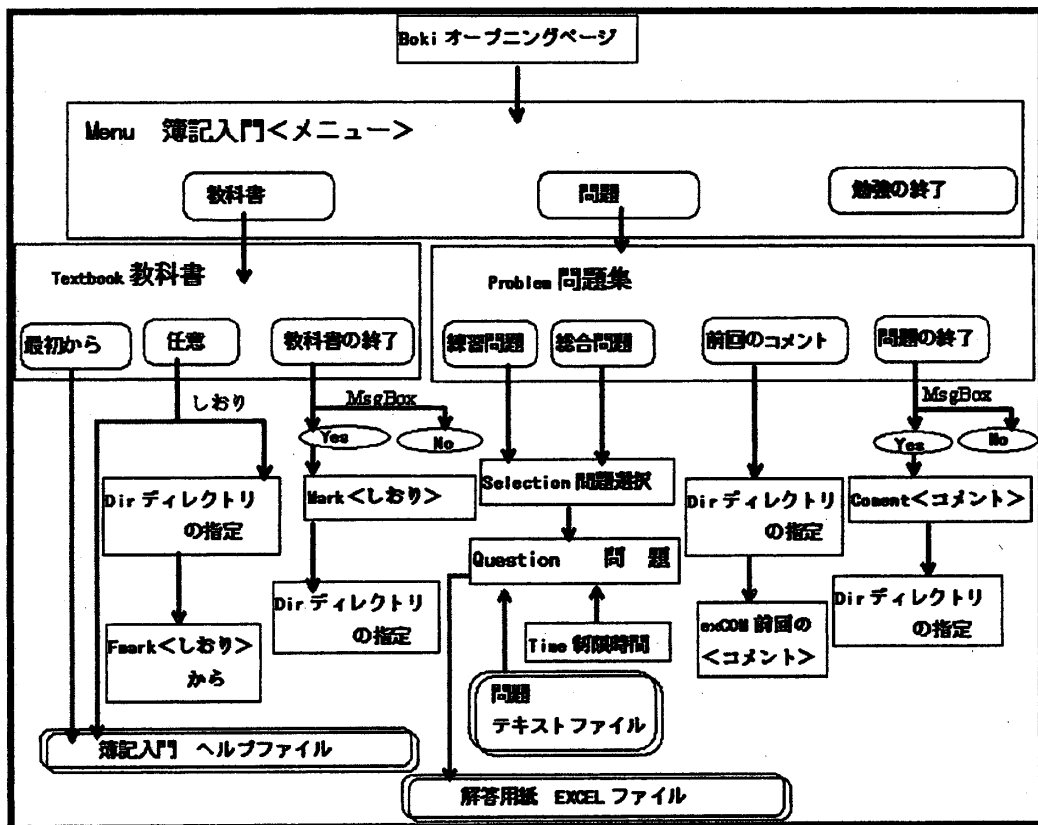 Boki オープニングページ
Menu 簿記入門＜メニュー＞
教科書
問題
勉強の終了
Textbook 教科書
Problem 問題集
最初から
任意
教科書の終了
練習問題
総合問題
前回のコメント
問題の終了
しおり
MsgBox
MsgBox
Yes
No
Yes
No
Dir ディレクトリ
の指定
Mark＜しおり＞
Selection 問題選択
Dir ディレクトリ
の指定
Coment＜コメント＞
Question 問 題
Dir ディレクトリ
の指定
Dir ディレクトリ
の指定
Fmark＜しおり＞
から
Time 制限時間
exCOM 前回の
＜コメント＞
問題
テキストファイル
簿記入門 ヘルプファイル
解答用紙 EXCEL ファイル